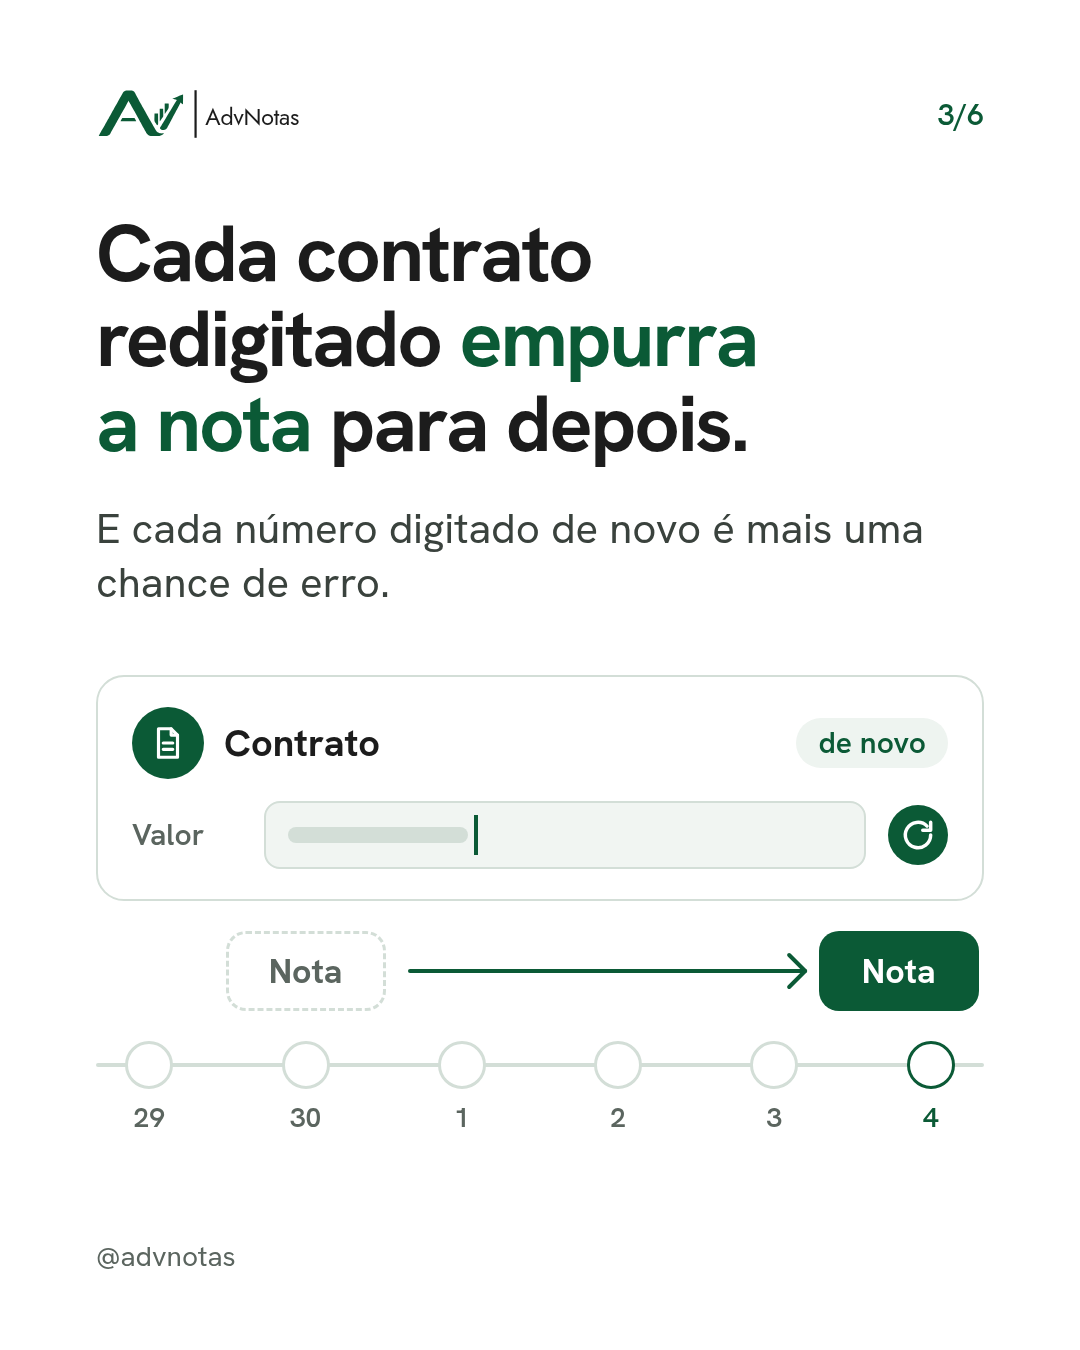 AdvNotas
3/6
Cada contrato
redigitado empurra
a nota para depois.
E cada número digitado de novo é mais uma
chance de erro.
Contrato
de novo
Valor
Nota
Nota
29
30
1
2
3
4
@advnotas